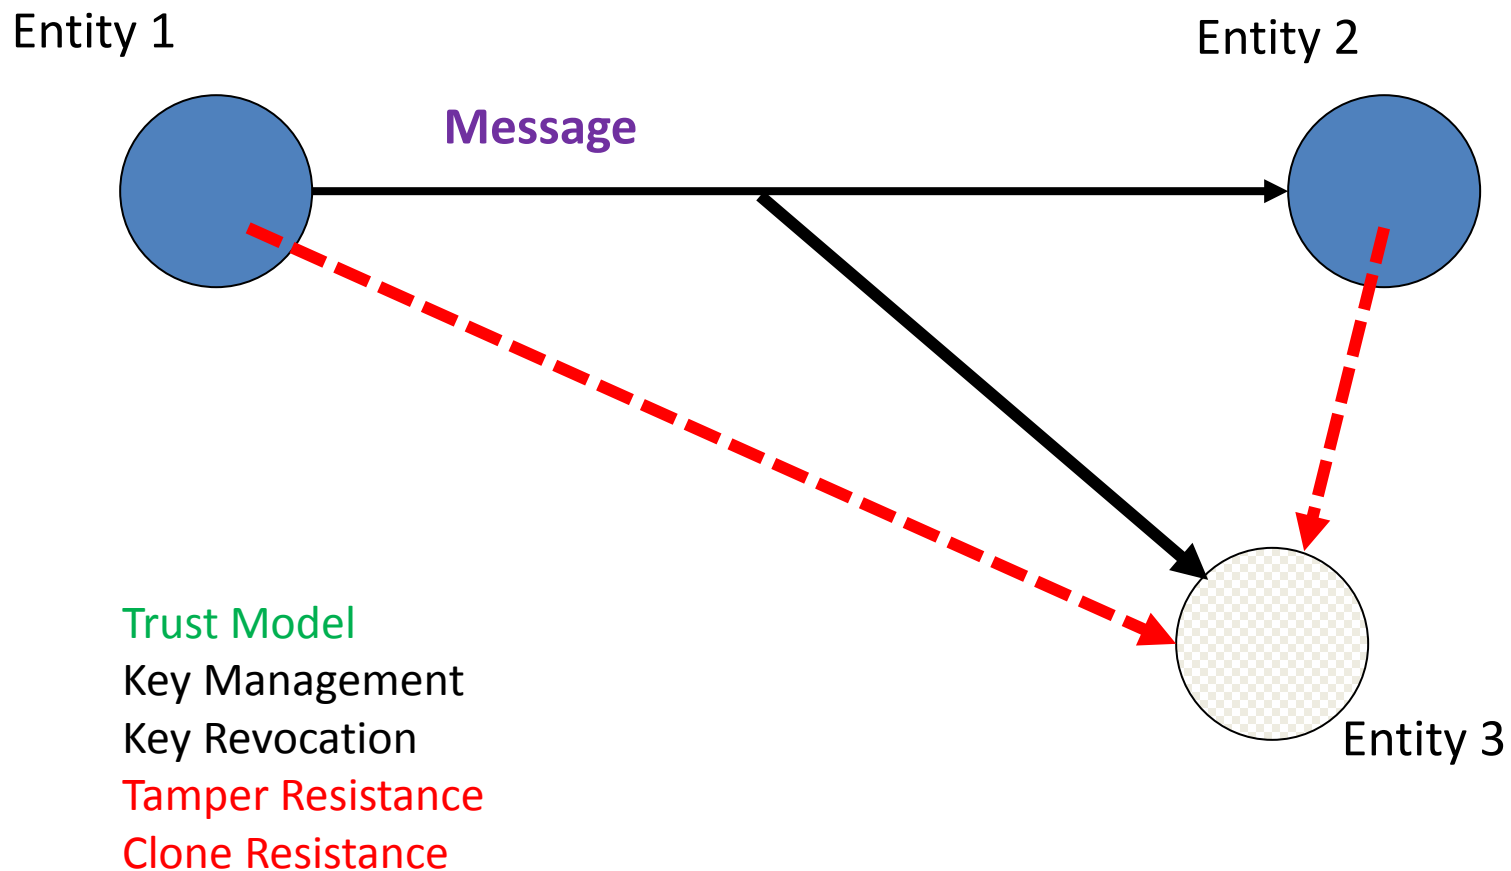 Entity 1
Entity 2
Message
Entity 3
Trust Model
Key Management
Key Revocation
Tamper Resistance
Clone Resistance